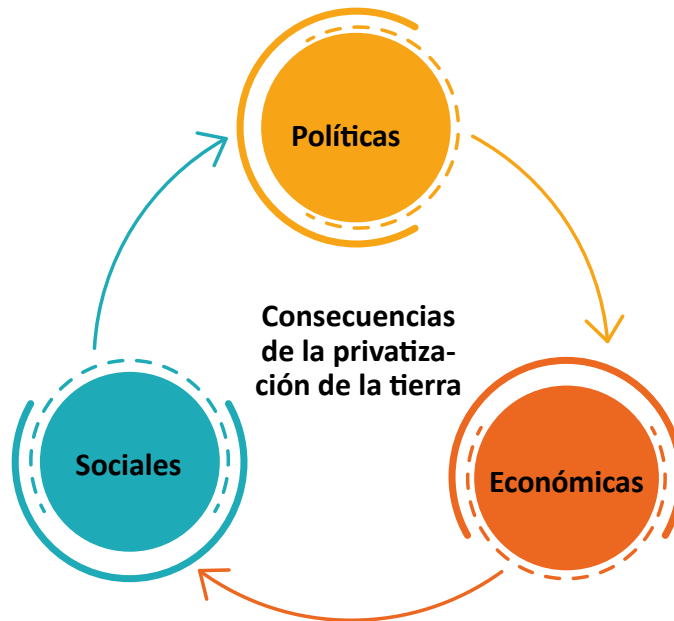 Políticas
Consecuencias
de la privatiza-
ción de la tierra
Sociales
Económicas